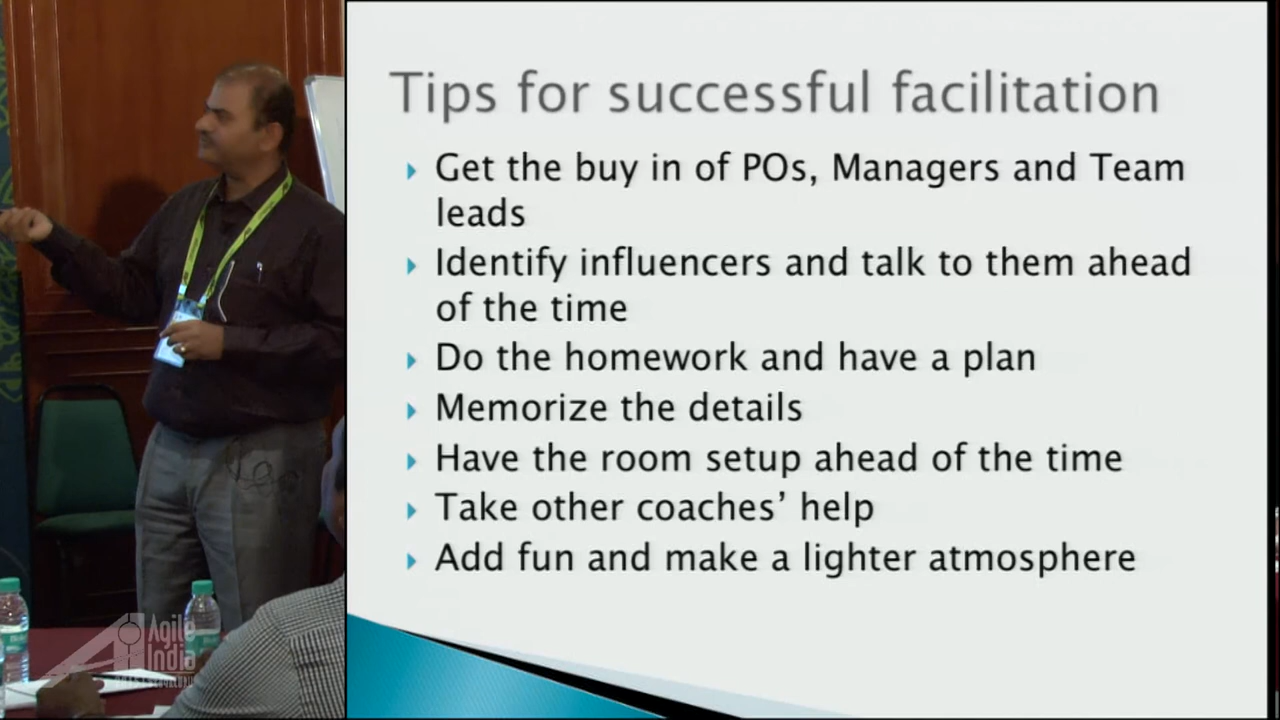 Tips for successful facilitation
Get the buy in of POs, Managers and Team
leads
Identify influencers and talk to them ahead
of the time
Do the homework and have a plan
Memorize the details
Have the room setup ahead of the time
Take other coaches’ help
Add fun and make a lighter atmosphere
Agile
India